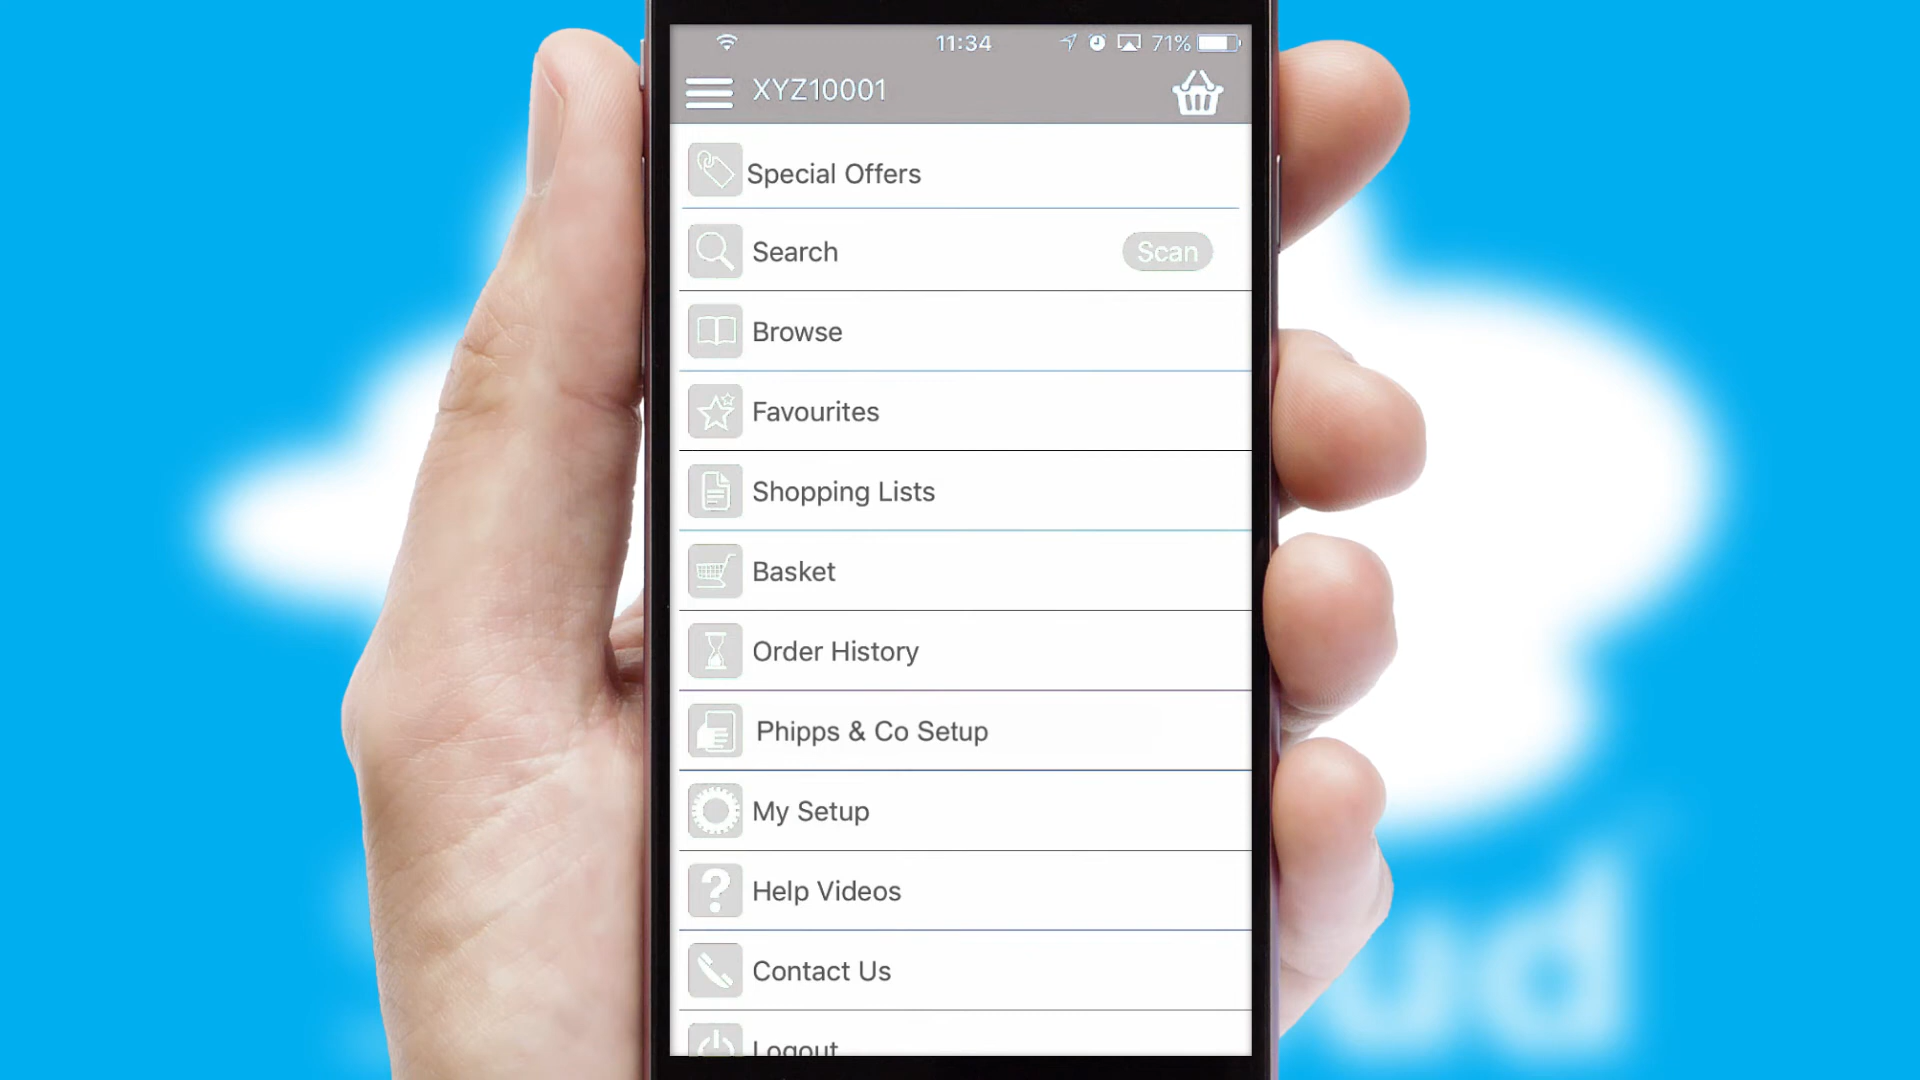 11:34 71%
XYZ10001
Special Offers
Search Scan
Browse
Favourites
Shopping Lists
Basket
Order History
Phipps & Co Setup
My Setup
Help Videos
Contact Us
Logout
ud